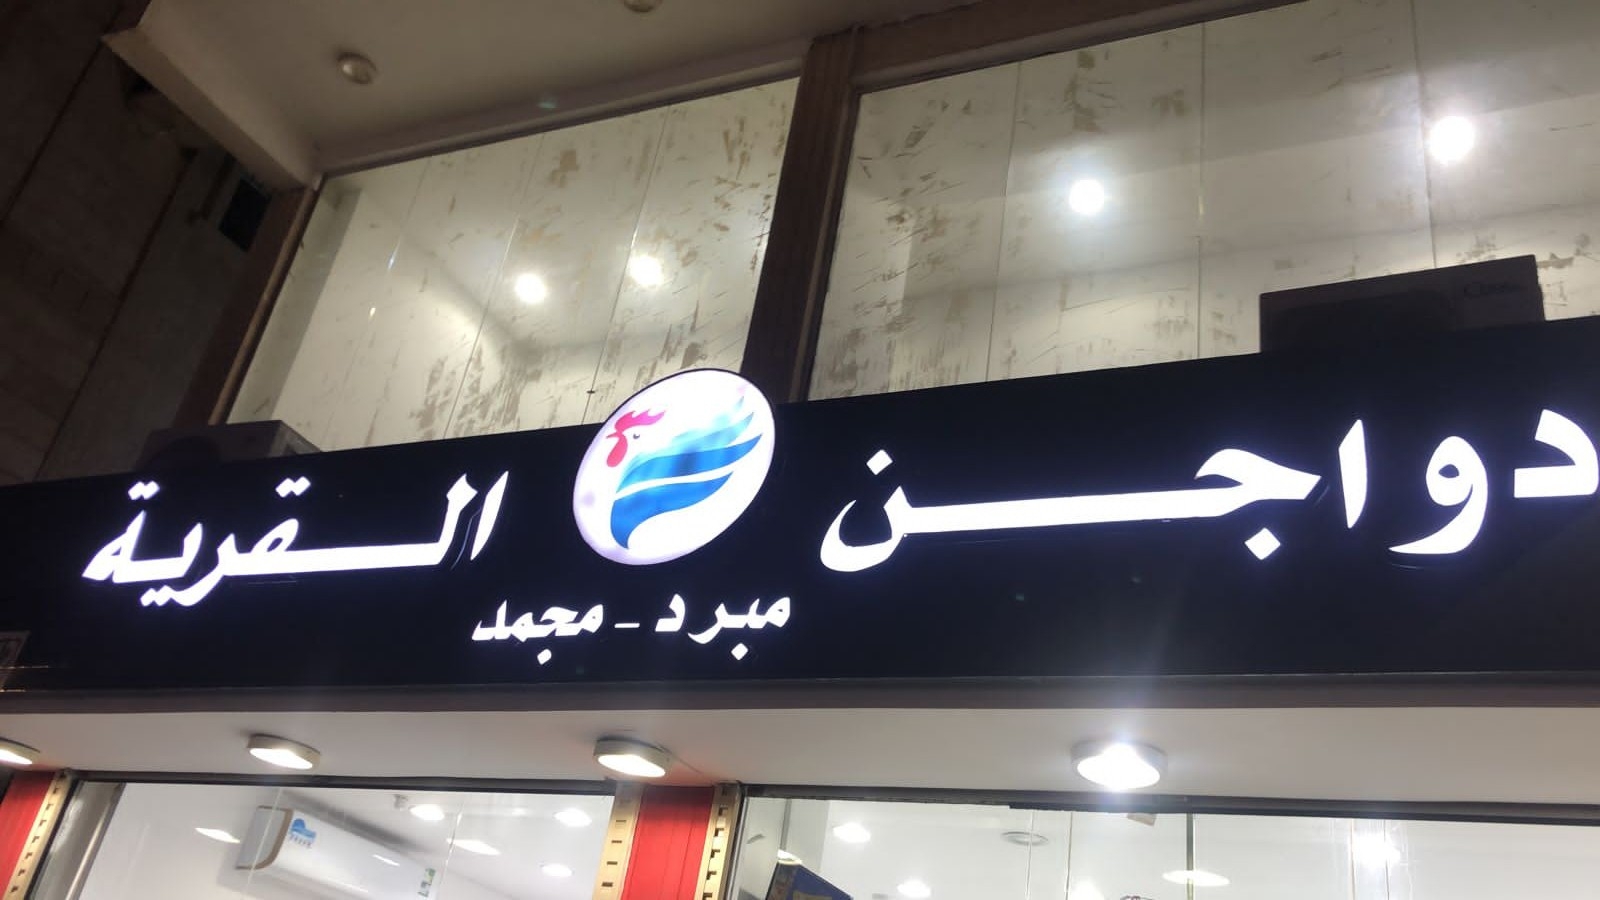 دواجن القرية
مبرد - مجمد